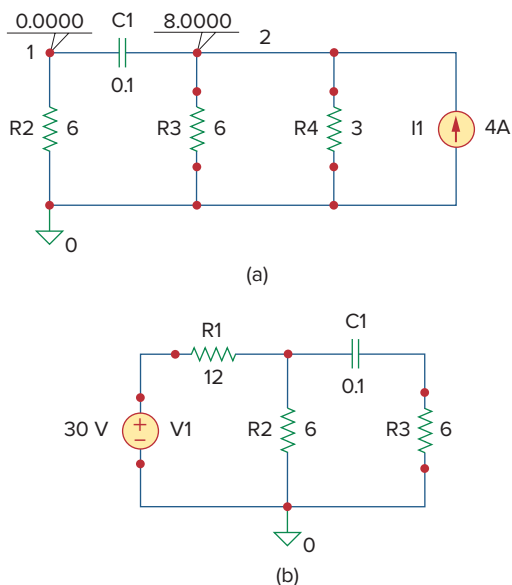 0.0000 C1 8.0000
1 2
0.1
R2 6 R3 6 R4 3 I1 4A
0
(a)
C1
R1
12 0.1
30 V + − V1 R2 6 R3 6
0
(b)